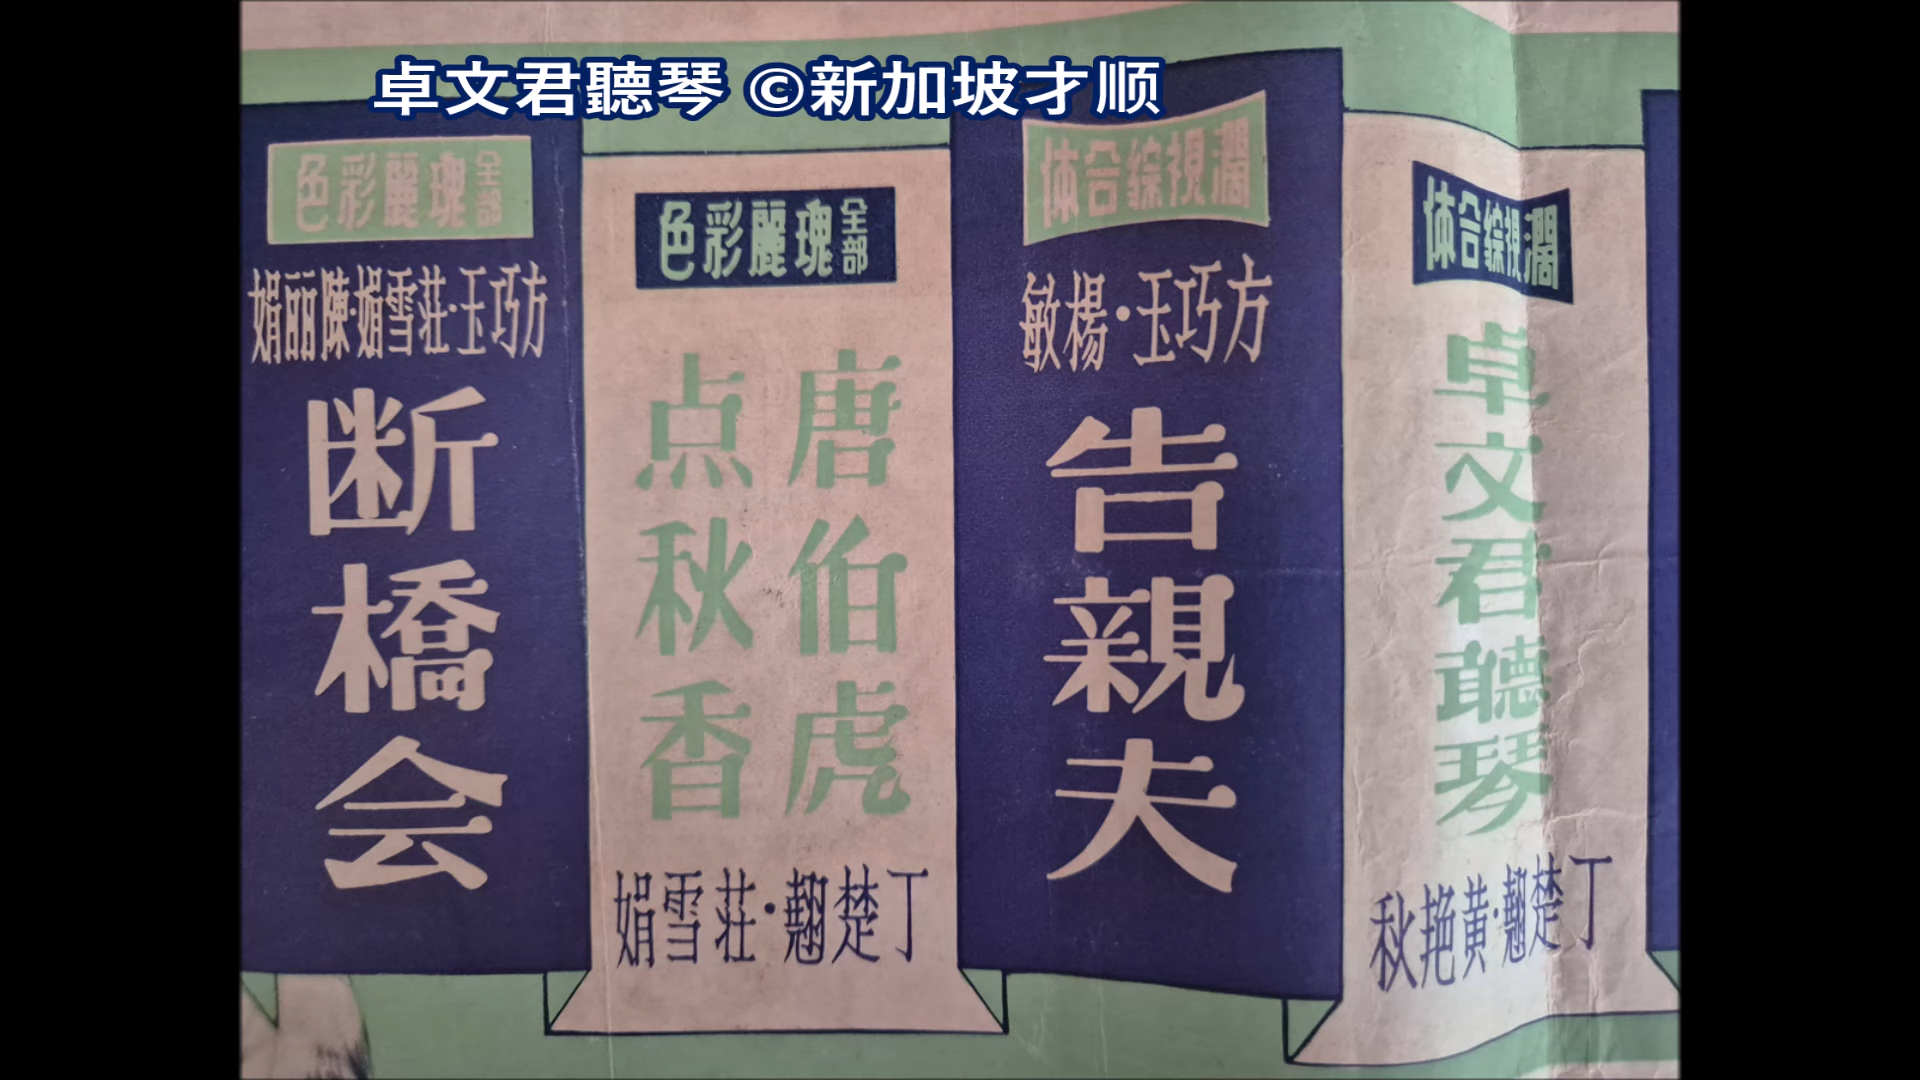 卓文君聽琴 ©新加坡才顺
濶視綜合体
卓文君聽琴
丁楚翹·黄艳秋
濶視綜合体
方巧玉·楊敏
告親夫
全部瑰麗彩色
唐伯虎
点秋香
丁楚翹·荘雪娟
全部瑰麗彩色
方巧玉·荘雪娟·陳丽娟
断橋会